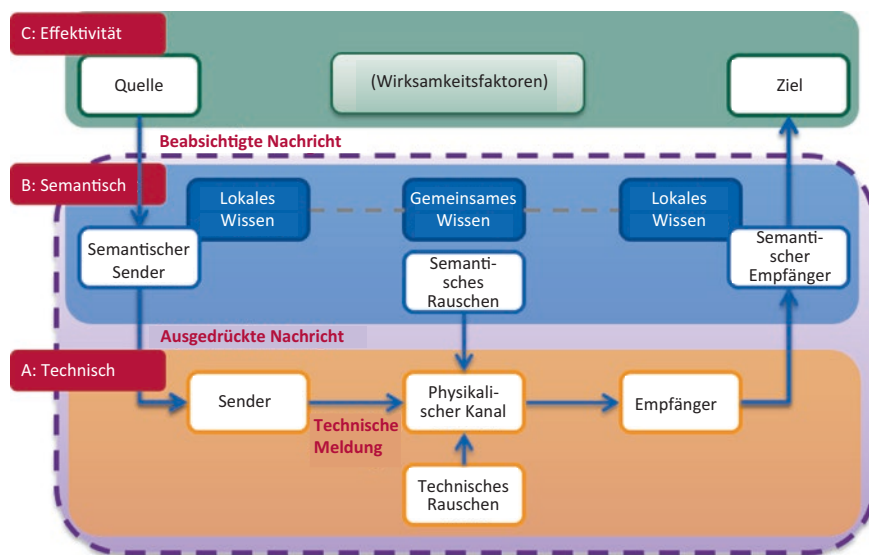 C: Effektivität
Quelle
(Wirksamkeitsfaktoren)
Ziel
Beabsichtigte Nachricht
B: Semantisch
Lokales
Wissen
Gemeinsames
Wissen
Lokales
Wissen
Semantischer
Sender
Semanti-
sches
Rauschen
Semanti-
scher
Empfänger
Ausgedrückte Nachricht
A: Technisch
Sender
Technische
Meldung
Physikali-
scher Kanal
Empfänger
Technisches
Rauschen